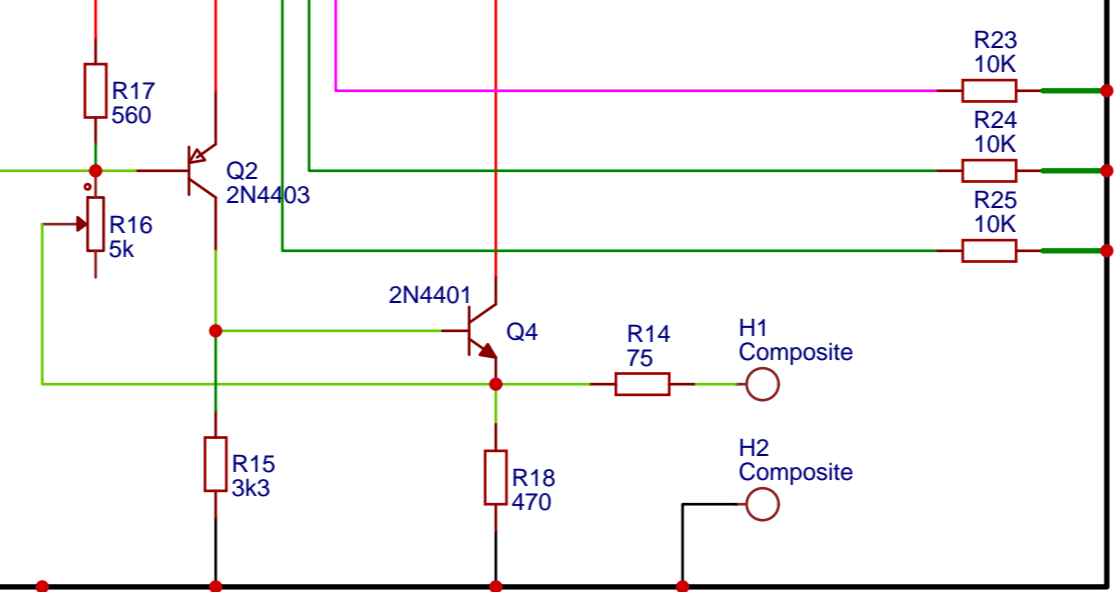 R23
10K
R17
560
R24
10K
Q2
2N4403
R25
10K
R16
5k
2N4401
Q4
R14
75
H1
Composite
H2
Composite
R15
3k3
R18
470